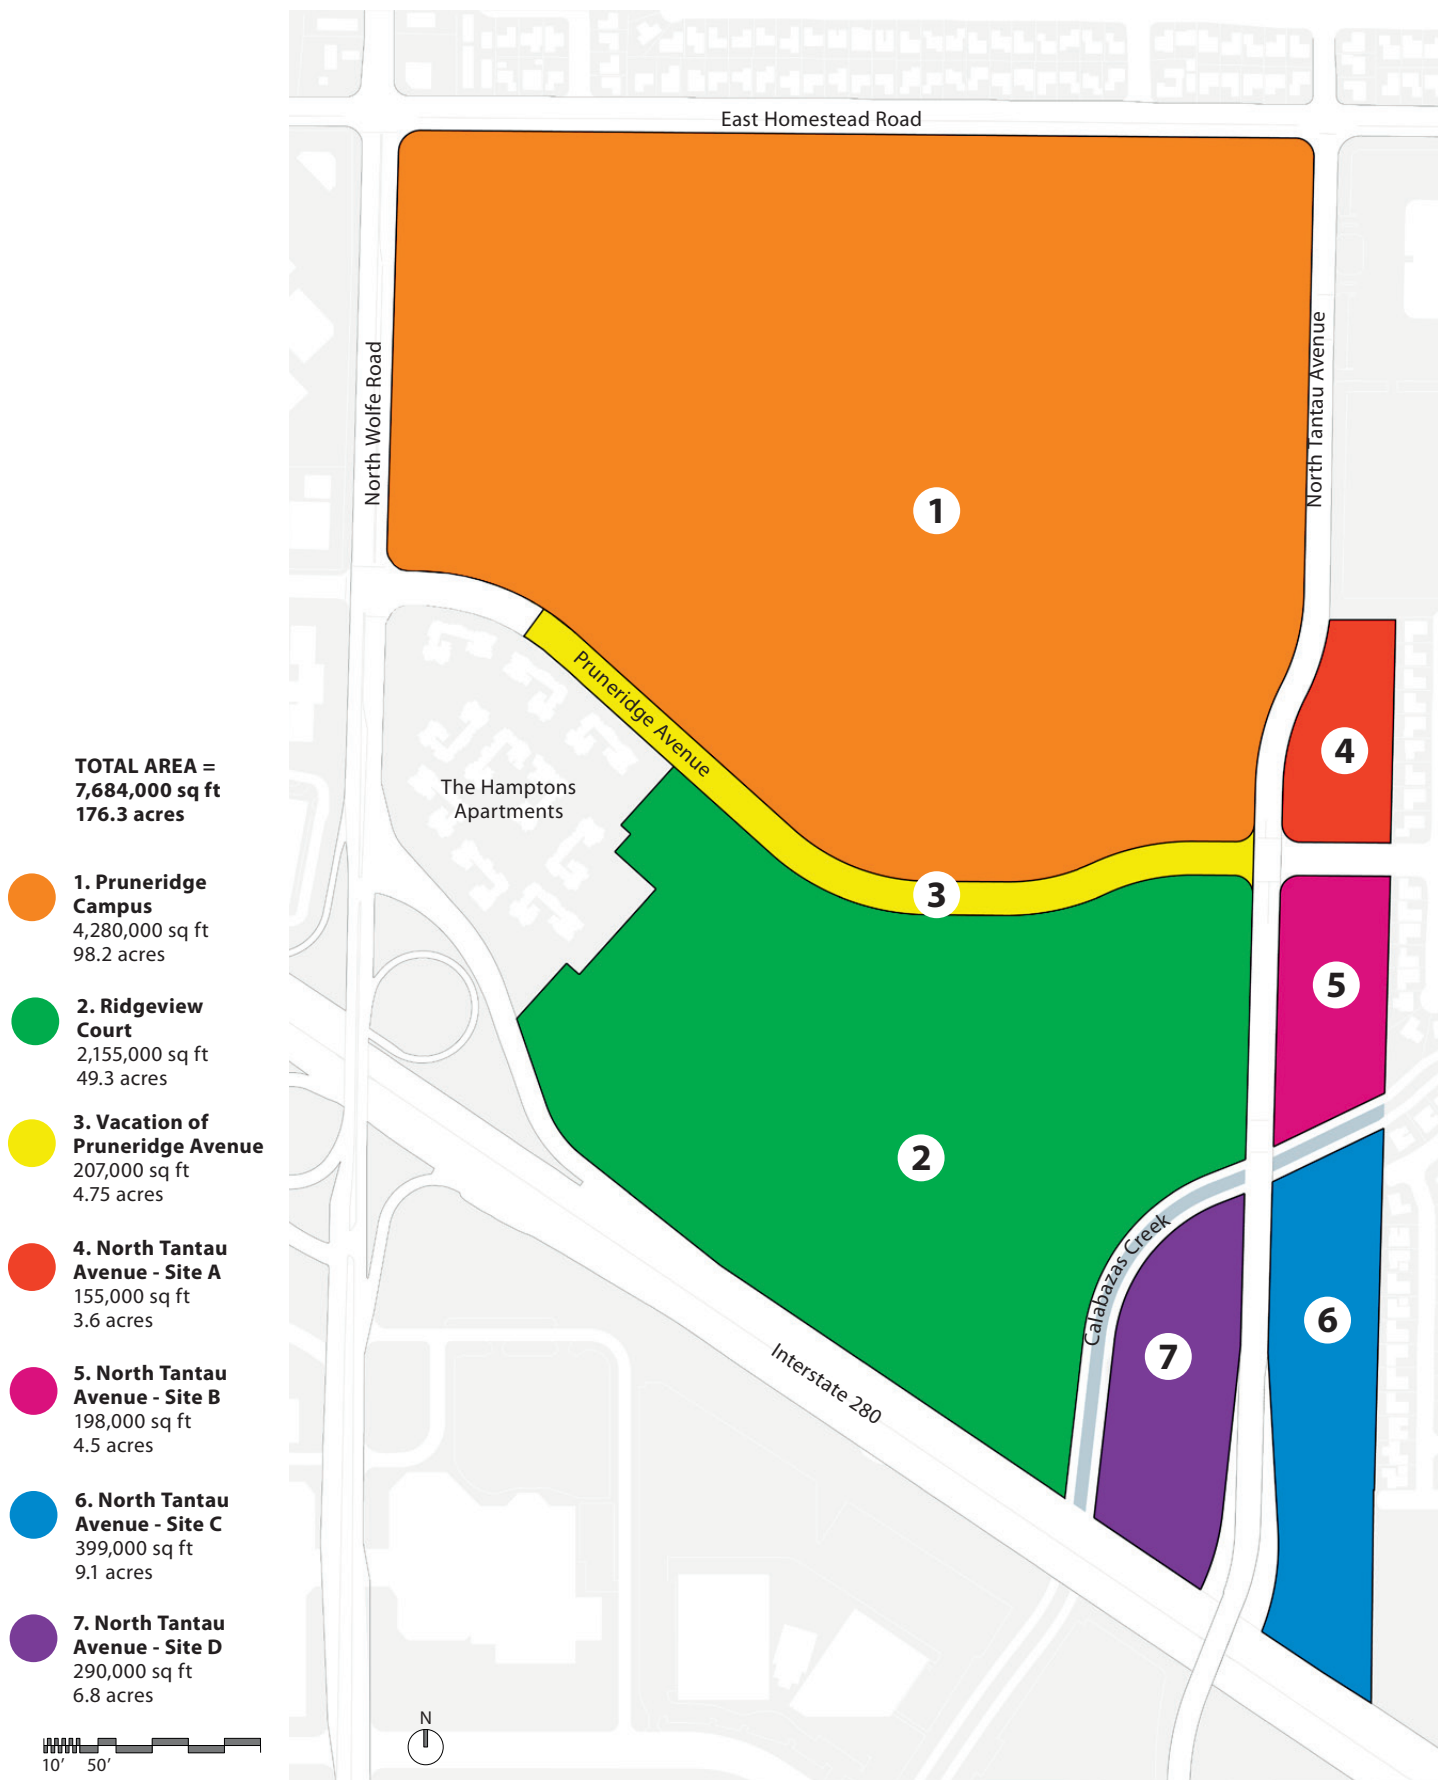 East Homestead Road
North Wolfe Road
North Tantau Avenue
1
Pruneridge Avenue
4
TOTAL AREA =
7,684,000 sq ft
176.3 acres
The Hamptons
Apartments
1. Pruneridge
Campus
4,280,000 sq ft
98.2 acres
3
5
2. Ridgeview
Court
2,155,000 sq ft
49.3 acres
3. Vacation of
Pruneridge Avenue
207,000 sq ft
4.75 acres
2
Calabazas Creek
4. North Tantau
Avenue - Site A
155,000 sq ft
3.6 acres
6
7
Interstate 280
5. North Tantau
Avenue - Site B
198,000 sq ft
4.5 acres
6. North Tantau
Avenue - Site C
399,000 sq ft
9.1 acres
7. North Tantau
Avenue - Site D
290,000 sq ft
6.8 acres
N
10' 50'